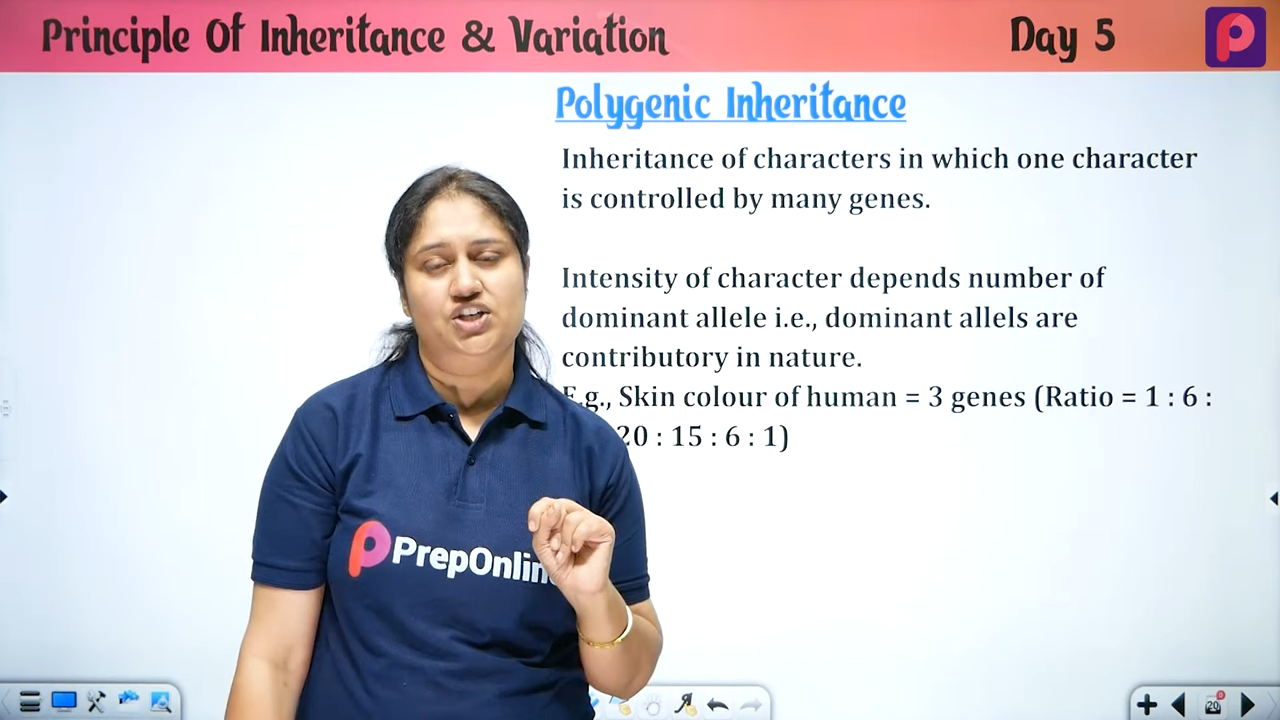 Principle Of Inheritance & Variation
Day 5
Polygenic Inheritance
Inheritance of characters in which one character
is controlled by many genes.
Intensity of character depends number of
dominant allele i.e., dominant allels are
contributory in nature.
E.g., Skin colour of human = 3 genes (Ratio = 1 : 6 :
20 : 15 : 6 : 1)
PrepOnlin
20